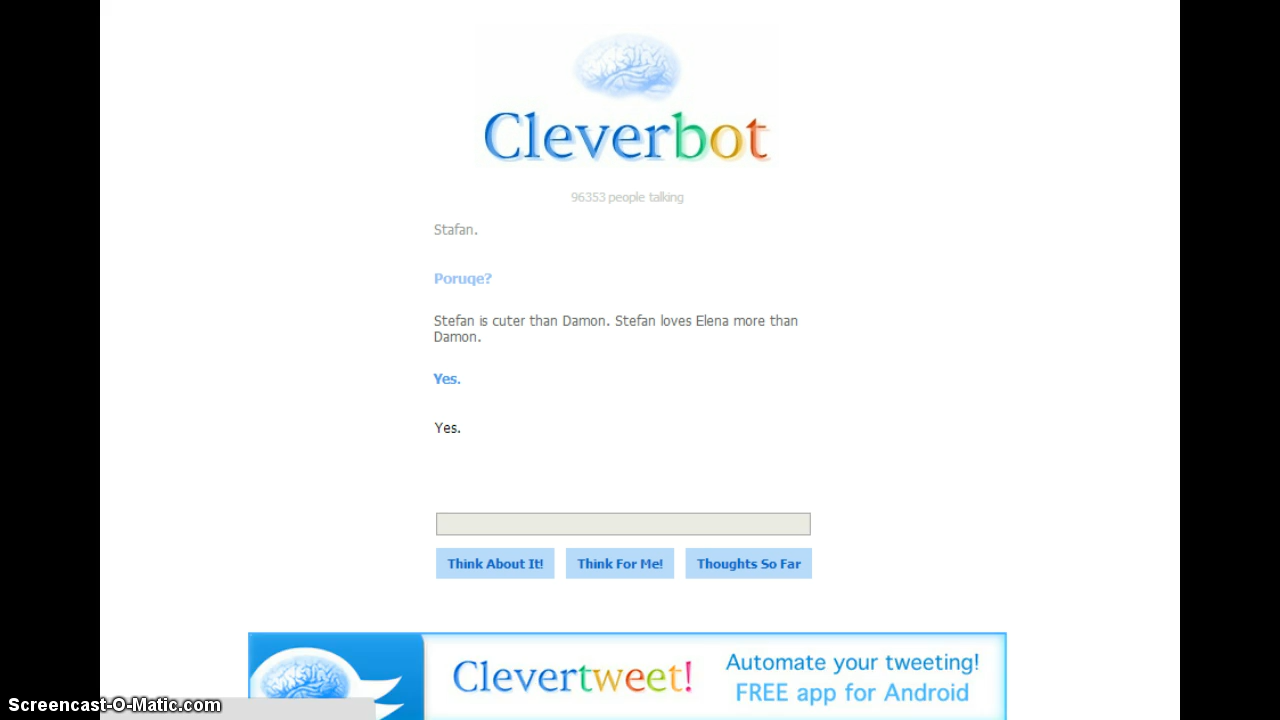 Cleverbot
96353 people talking
Stafan.
Poruqe?
Stefan is cuter than Damon. Stefan loves Elena more than
Damon.
Yes.
Yes.
Think About It!
Think For Me!
Thoughts So Far
Clevertweet!
Automate your tweeting!
FREE app for Android
Screencast-O-Matic.com